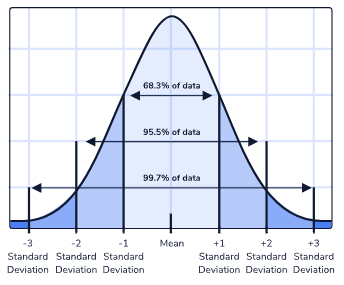 68.3% of data
95.5% of data
99.7% of data
-3 -2 -1 Mean +1 +2 +3
Standard Standard Standard Standard Standard Standard
Deviation Deviation Deviation Deviation Deviation Deviation